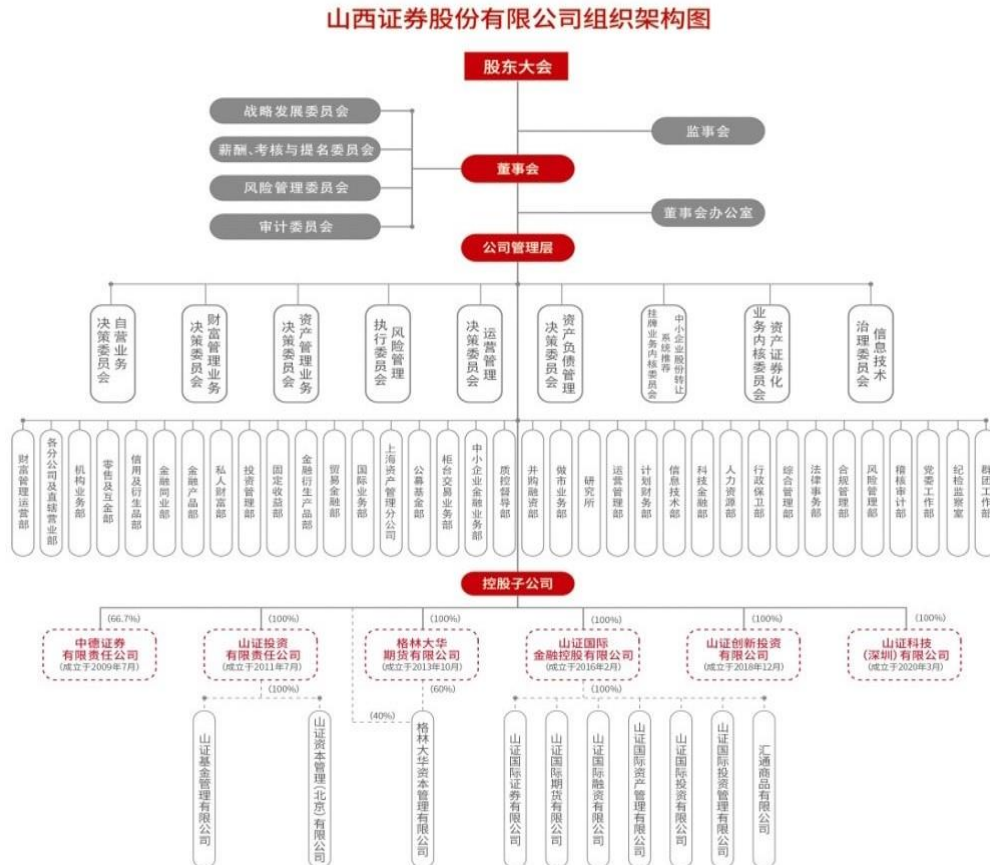 山西证券股份有限公司组织架构图
股东大会
战略发展委员会
监事会
薪酬、考核与提名委员会
董事会
风险管理委员会
董事会办公室
审计委员会
公司管理层
自营业务
决策委员会
财富管理业务
决策委员会
资产管理业务
决策委员会
风险管理
执行委员会
运营管理
决策委员会
资产负债管理
决策委员会
中小企业股份转让
系统推荐
挂牌业务内核委员会
资产证券化
业务内核委员会
信息技术
治理委员会
财富管理运营部
各分公司及直辖营业部
机构业务部
零售及互金部
信用及衍生品部
金融同业部
金融产品部
私人财富部
投资管理部
固定收益部
金融衍生产品部
贸易金融部
国际业务部
上海资产管理分公司
公募基金部
柜台交易业务部
中小企业金融业务部
质控督导部
并购融资部
做市业务部
研究所
运营管理部
计划财务部
信息技术部
科技金融部
人力资源部
行政保卫部
综合管理部
法律事务部
合规管理部
风险管理部
稽核审计部
党委工作部
纪检监察室
群团工作部
控股子公司
(66.7%)
(100%)
(100%)
(100%)
(100%)
(100%)
中德证券
有限责任公司
(成立于2009年7月)
山证投资
有限责任公司
(成立于2011年7月)
格林大华
期货有限公司
(成立于2013年10月)
山证国际
金融控股有限公司
(成立于2016年2月)
山证创新投资
有限公司
(成立于2018年12月)
山证科技
（深圳）有限公司
(成立于2020年3月)
(100%)
(60%)
(100%)
(40%)
山证基金管理有限公司
山证资本管理(北京)有限公司
格林大华资本管理有限公司
山证国际证券有限公司
山证国际期货有限公司
山证国际融资有限公司
山证国际资产管理有限公司
山证国际投资有限公司
山证国际投资管理有限公司
汇通商品有限公司